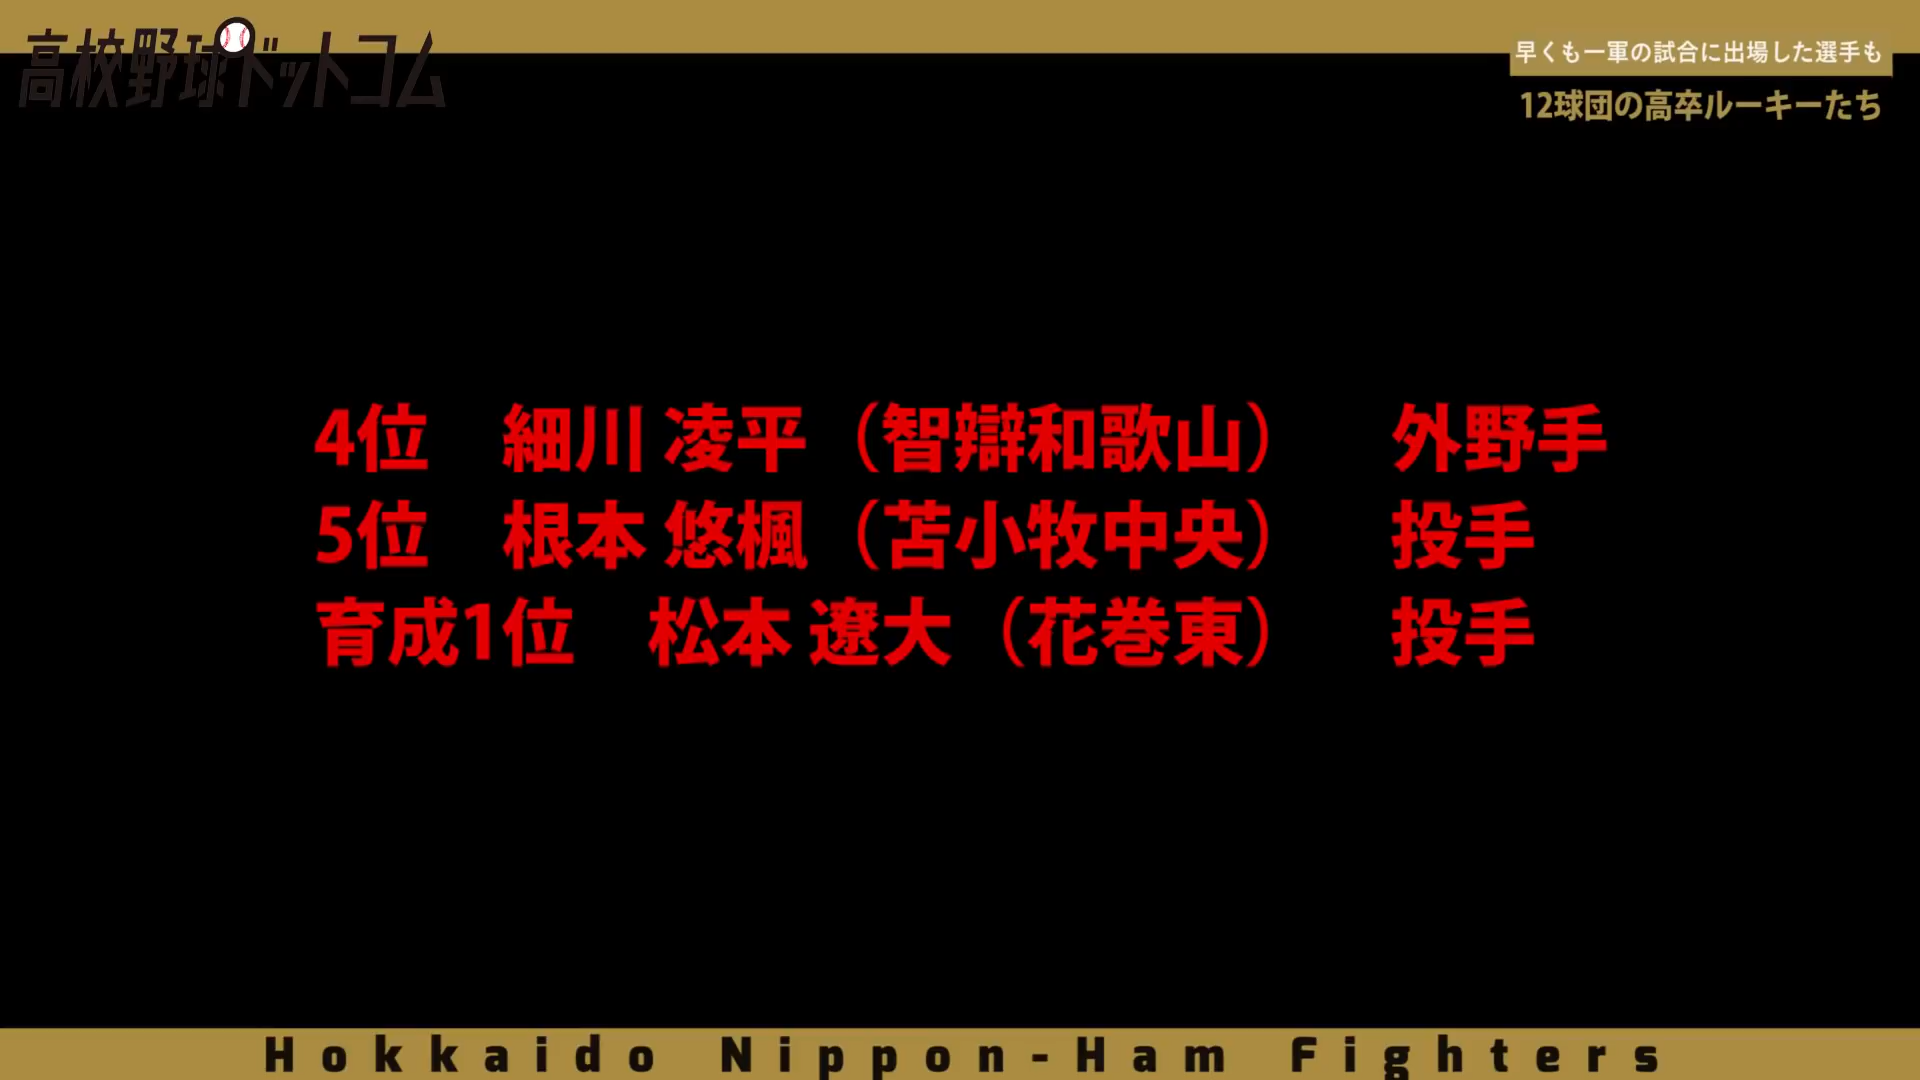 高校野球ドットコム
早くも一軍の試合に出場した選手も
12球団の高卒ルーキーたち
4位 細川 凌平（智辯和歌山） 外野手
5位 根本 悠楓（苫小牧中央） 投手
育成1位 松本 遼大（花巻東） 投手
Hokkaido Nippon-Ham Fighters